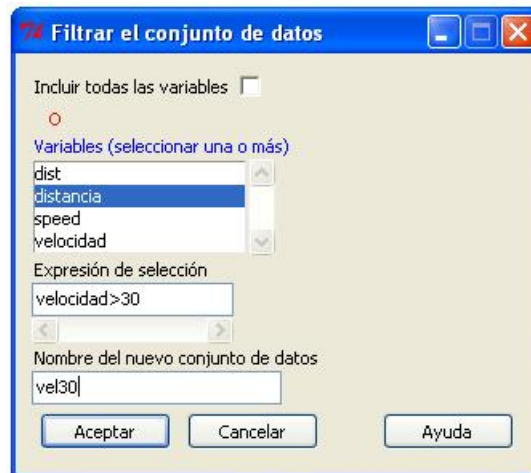 Filtrar el conjunto de datos
Incluir todas las variables
O
Variables (seleccionar una o más)
dist
distancia
speed
velocidad
Expresión de selección
velocidad>30
Nombre del nuevo conjunto de datos
vel30
Aceptar Cancelar Ayuda